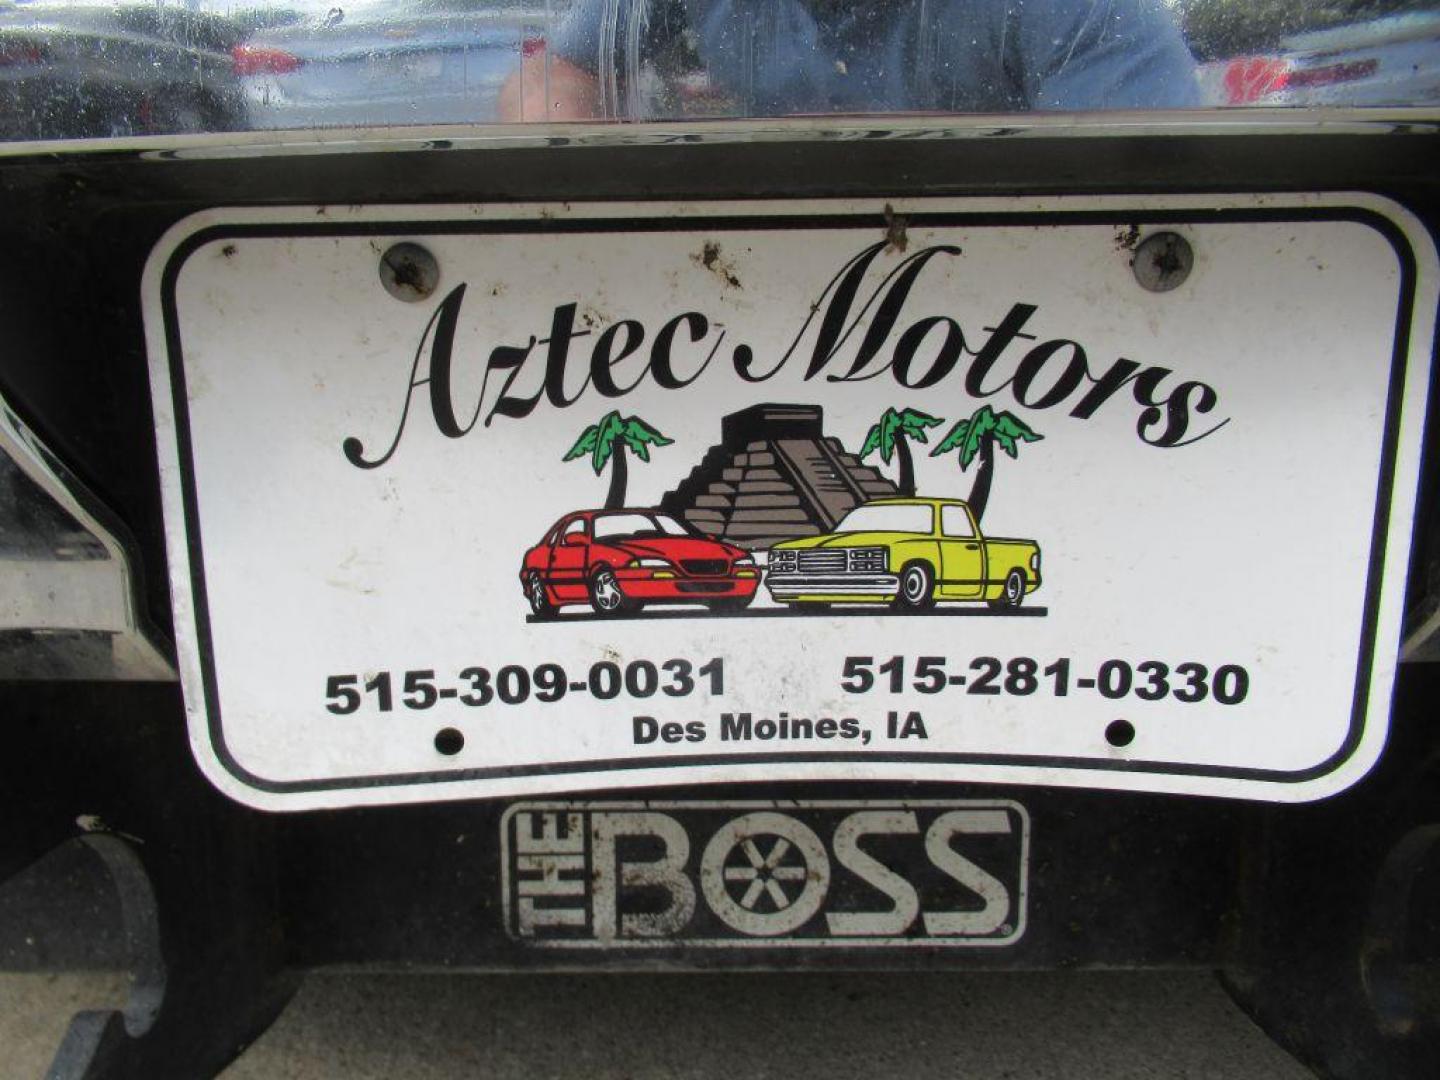 Aztec Motors
515-309-0031 515-281-0330
Des Moines, IA
THE BOSS®